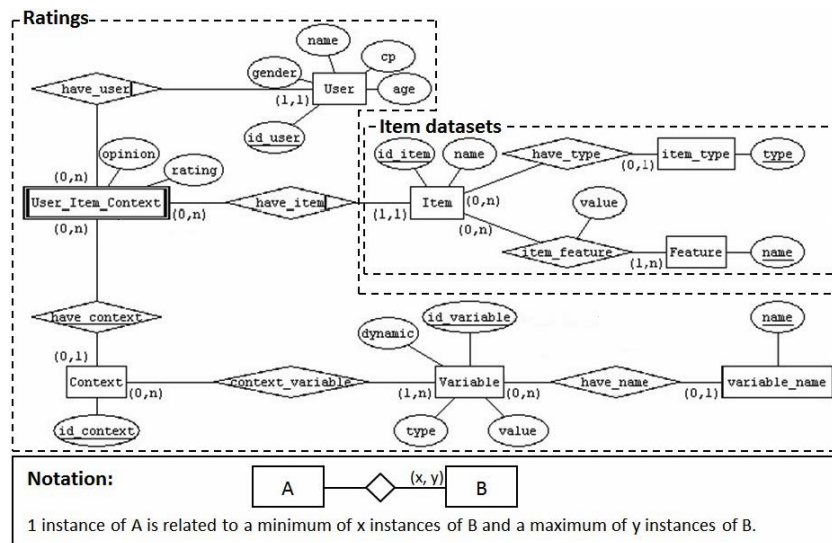 Ratings
name
cp
gender
have_user
User
age
(1,1)
id_user
Item datasets
opinion
id_item
name
have_type
item_type
type
(0,1)
(0,n)
rating
value
User_Item_Context
(0,n)
have_item
(1,1)
Item
(0,n)
(0,n)
(0,n)
item_feature
Feature
(1,n)
name
id_variable
name
have_context
dynamic
(0,1)
Context
(0,n)
context_variable
(1,n)
Variable
(0,n)
have_name
(0,1)
variable_name
id_context
type
value
Notation:
A
(x, y)
B
1 instance of A is related to a minimum of x instances of B and a maximum of y instances of B.